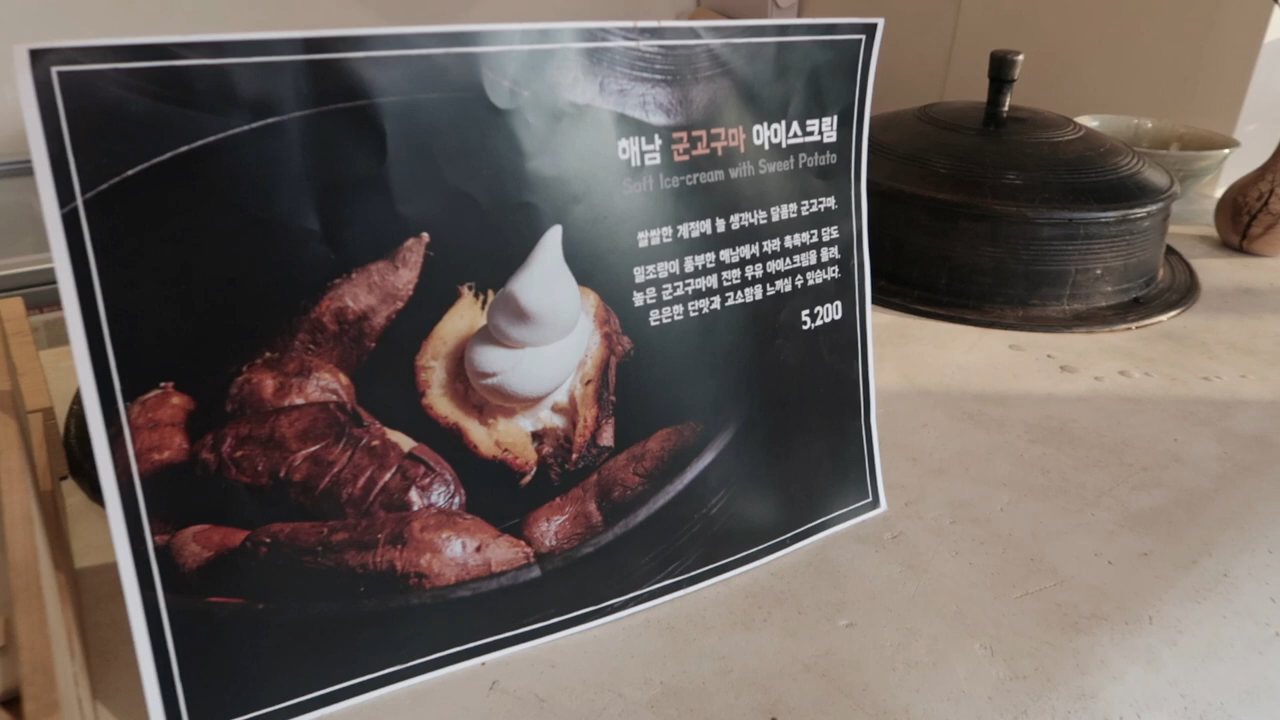 해남 군고구마 아이스크림
Soft Ice-cream with Sweet Potato
쌀쌀한 계절에 늘 생각나는 달콤한 군고구마.
일조량이 풍부한 해남에서 자라 촉촉하고 당도
높은 군고구마에 진한 우유 아이스크림을 올려,
은은한 단맛과 고소함을 느끼실 수 있습니다.
5,200